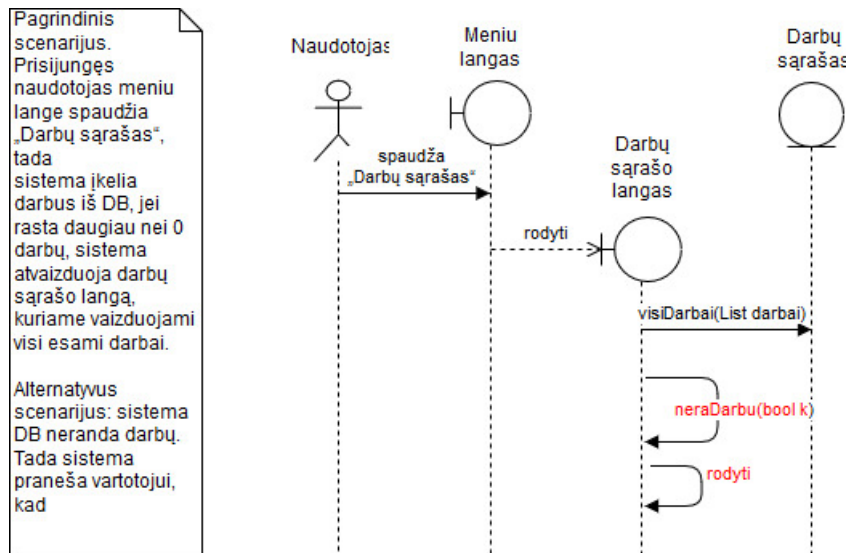 Pagrindinis
scenarijus.
Prisijungęs
naudotojas meniu
lange spaudžia
„Darbų sąrašas“,
tada
sistema įkelia
darbus iš DB, jei
rasta daugiau nei 0
darbų, sistema
atvaizduoja darbų
sąrašo langą,
kuriame vaizduojami
visi esami darbai.
Alternatyvus
scenarijus: sistema
DB neranda darbų.
Tada sistema
praneša vartotojui,
kad
Naudotojas
Meniu
langas
Darbų
sąrašas
spaudža
„Darbų sąrašas“
Darbų
sąrašo
langas
rodyti
visiDarbai(List darbai)
neraDarbu(bool k)
rodyti